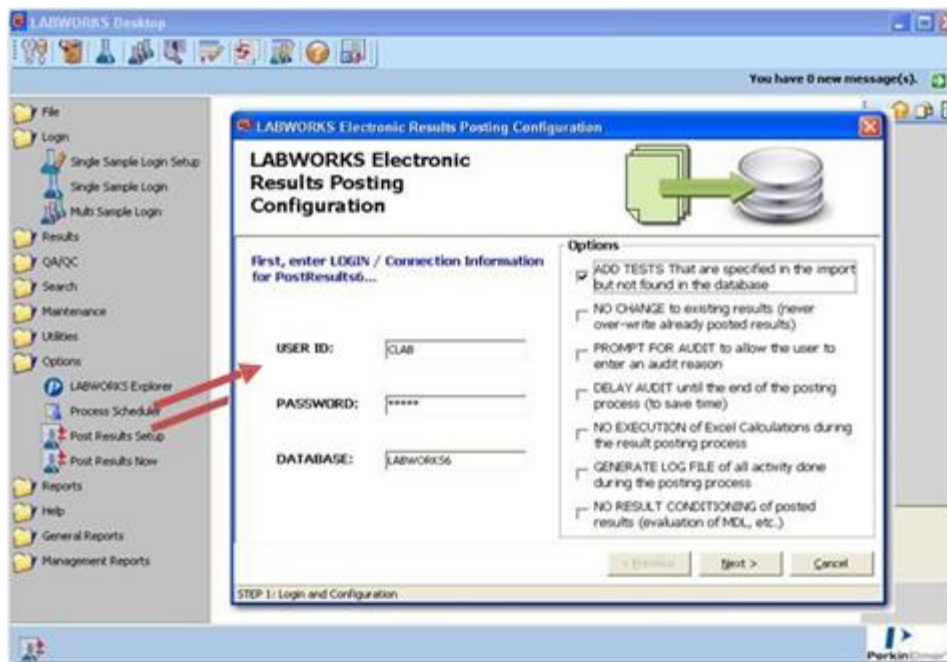 LABWORKS Desktop
You have 0 new message(s).
File
Login
Single Sample Login Setup
Single Sample Login
Multi Sample Login
Results
QA/QC
Search
Maintenance
Utilities
Options
LABWORKS Explorer
Process Scheduler
Post Results Setup
Post Results Now
Reports
Help
General Reports
Management Reports
LABWORKS Electronic Results Posting Configuration
LABWORKS Electronic
Results Posting
Configuration
First, enter LOGIN / Connection Information
for PostResults6...
USER ID:
CLAB
PASSWORD:
*****
DATABASE:
LABWORKS6
Options
ADD TESTS That are specified in the import
but not found in the database
NO CHANGE to existing results (never
over-write already posted results)
PROMPT FOR AUDIT to allow the user to
enter an audit reason
DELAY AUDIT until the end of the posting
process (to save time)
NO EXECUTION of Excel Calculations during
the result posting process
GENERATE LOG FILE of all activity done
during the posting process
NO RESULT CONDITIONING of posted
results (evaluation of MDL, etc.)
< Previous
Next >
Cancel
STEP 1: Login and Configuration
PerkinElmer